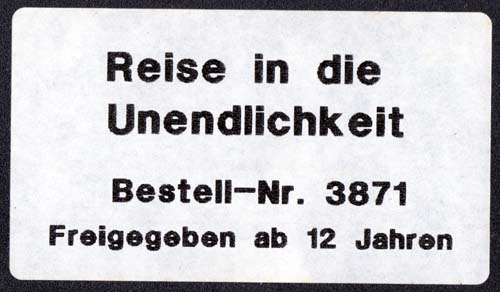 Reise in die
Unendlichkeit
Bestell-Nr. 3871
Freigegeben ab 12 Jahren